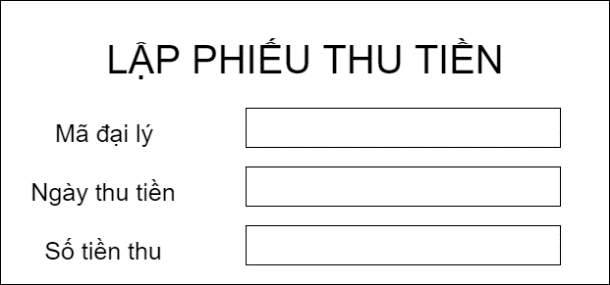 LẬP PHIẾU THU TIỀN
Mã đại lý
Ngày thu tiền
Số tiền thu